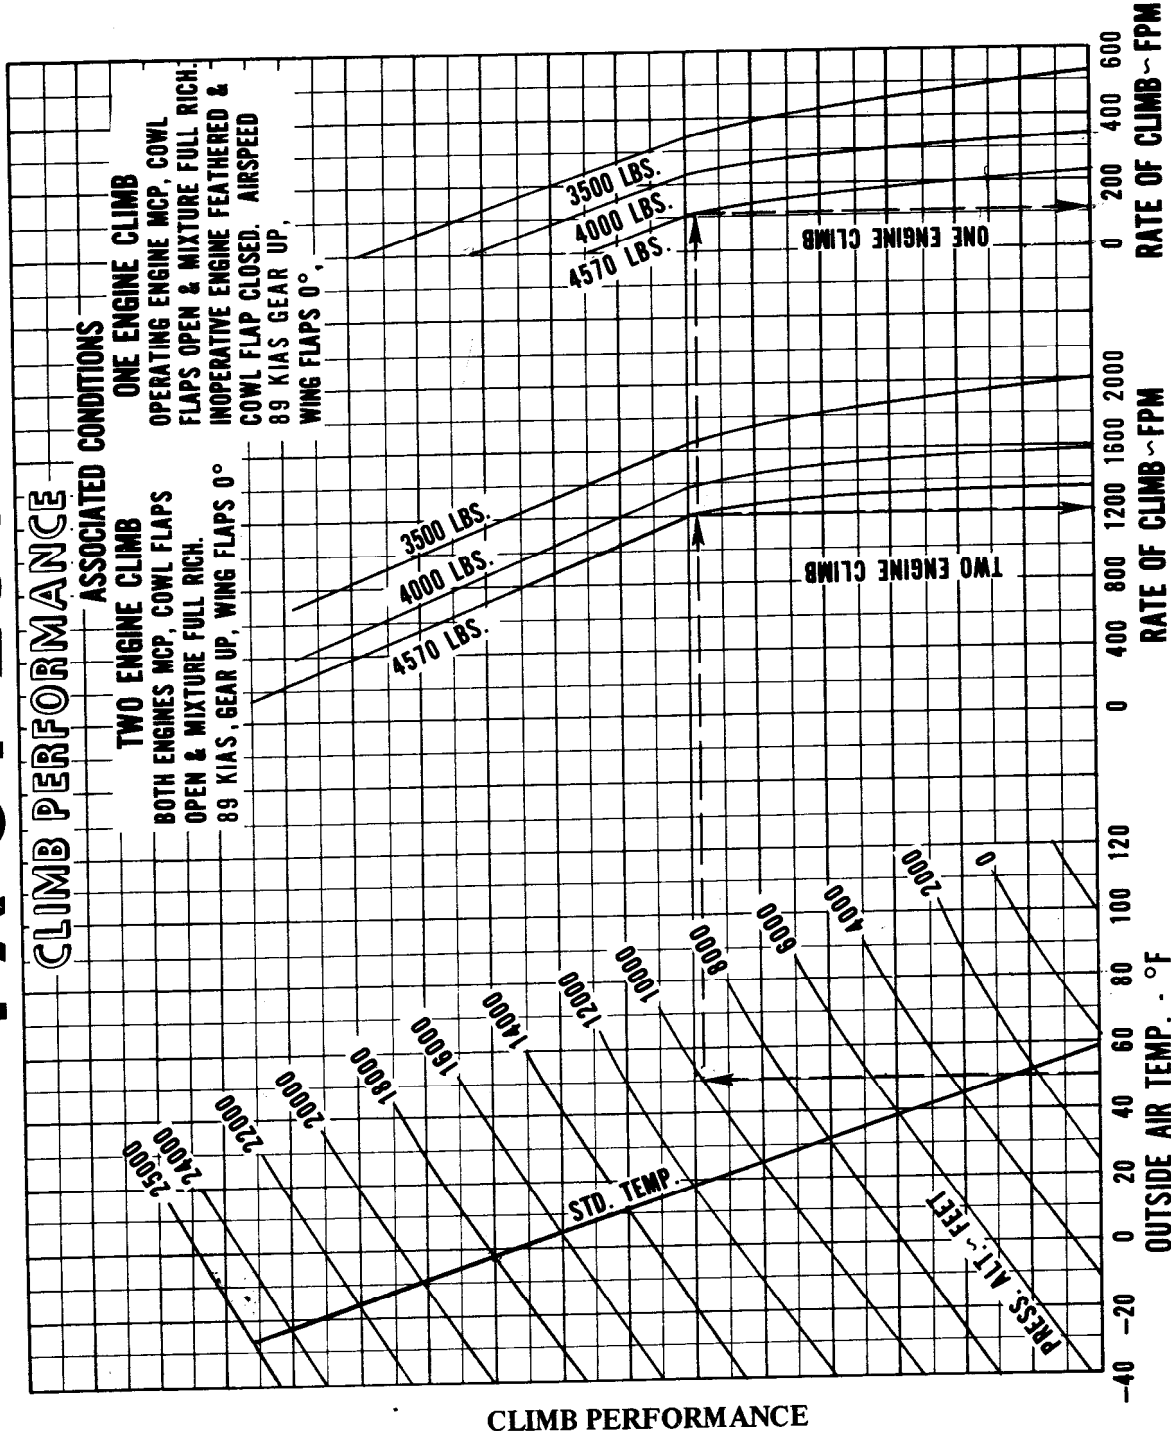 CLIMB PERFORMANCE
ASSOCIATED CONDITIONS
TWO ENGINE CLIMB
BOTH ENGINES MCP, COWL FLAPS
OPEN & MIXTURE FULL RICH.
89 KIAS, GEAR UP, WING FLAPS 0°
ONE ENGINE CLIMB
OPERATING ENGINE MCP, COWL
FLAPS OPEN & MIXTURE FULL RICH.
INOPERATIVE ENGINE FEATHERED &
COWL FLAP CLOSED. AIRSPEED
89 KIAS GEAR UP,
WING FLAPS 0°,
25000
24000
22000
20000
18000
16000
14000
12000
10000
8000
6000
4000
2000
0
STD. TEMP.
PRESS. ALT.~FEET
3500 LBS.
4000 LBS.
4570 LBS.
TWO ENGINE CLIMB
3500 LBS.
4000 LBS.
4570 LBS.
ONE ENGINE CLIMB
-40 -20 0 20 40 60 80 100 120
OUTSIDE AIR TEMP. - °F
0 400 800 1200 1600 2000
RATE OF CLIMB~FPM
0 200 400 600
RATE OF CLIMB~FPM
CLIMB PERFORMANCE